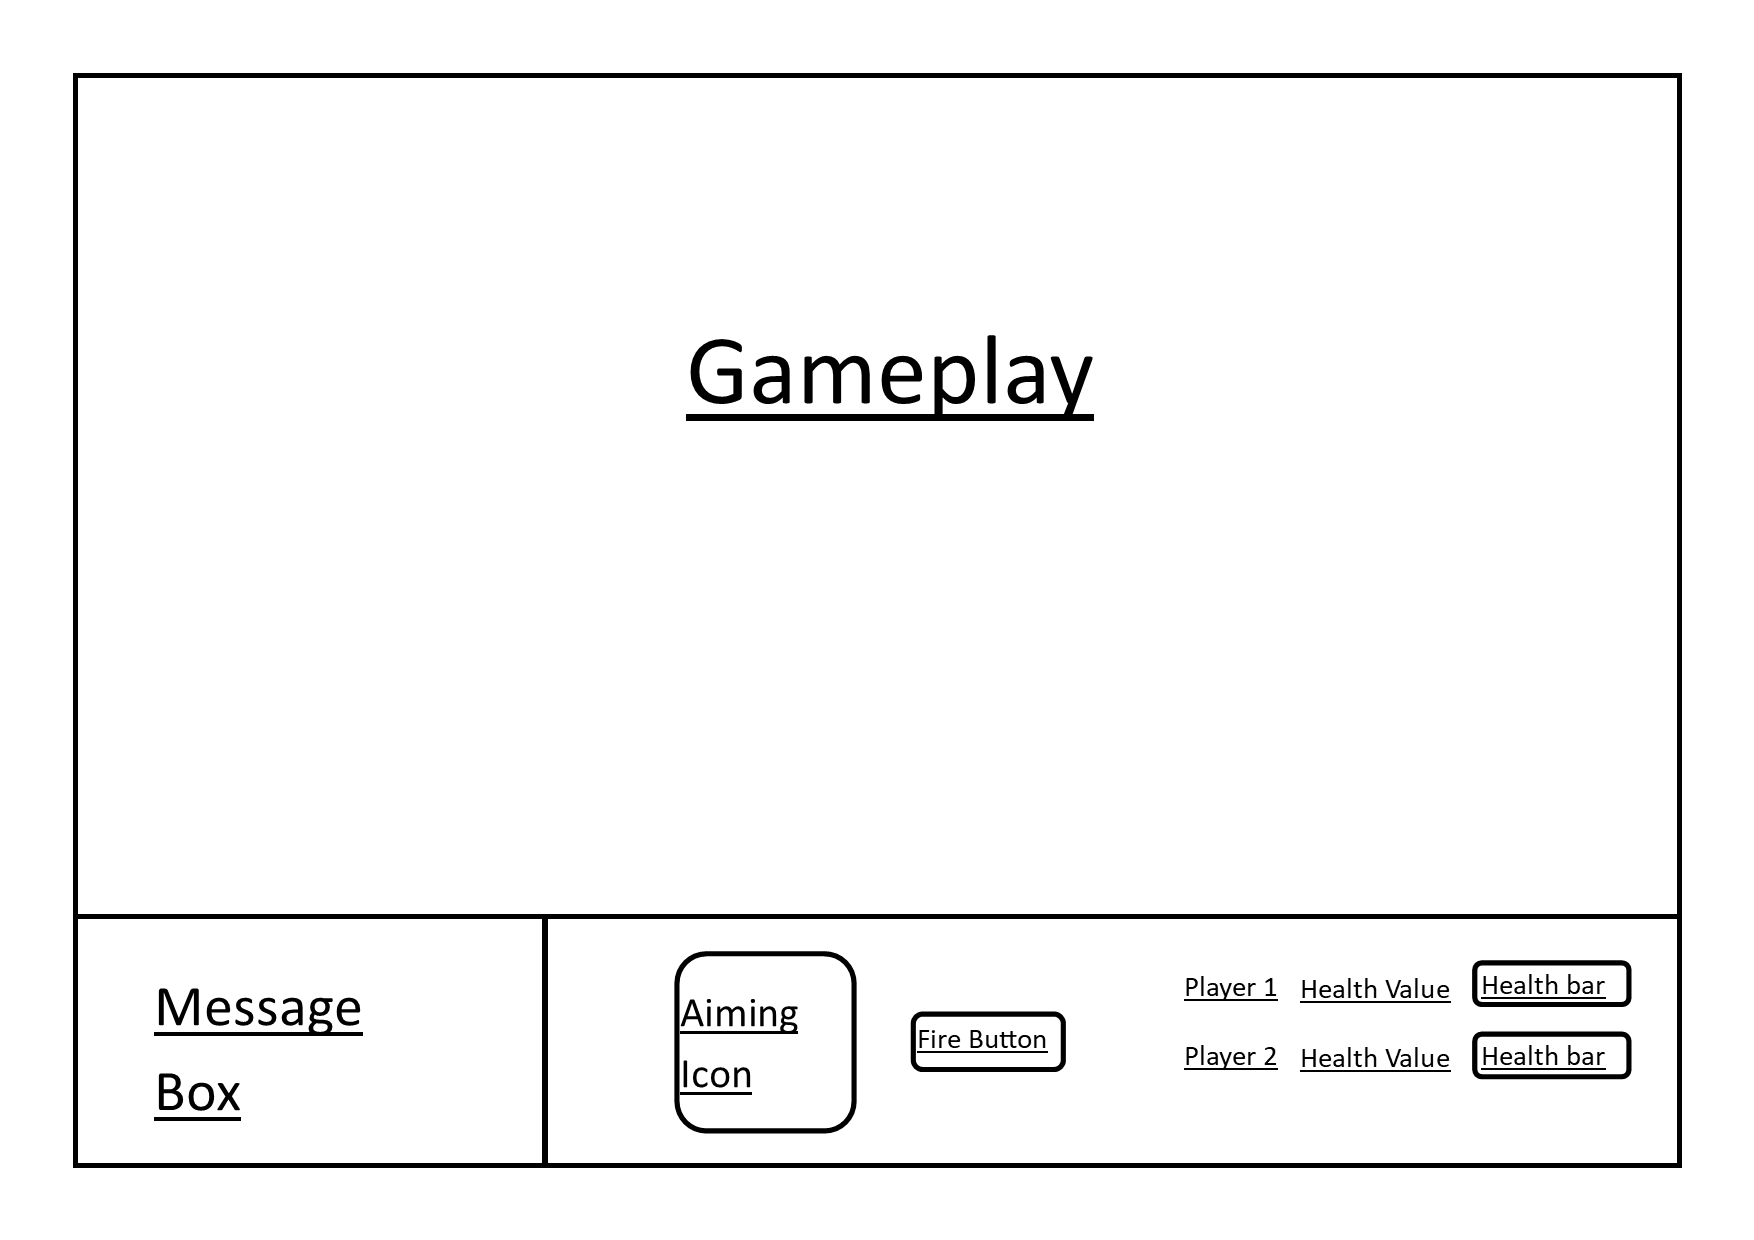 Gameplay
Message
Box
Aiming
Icon
Fire Button
Player 1 Health Value Health bar
Player 2 Health Value Health bar